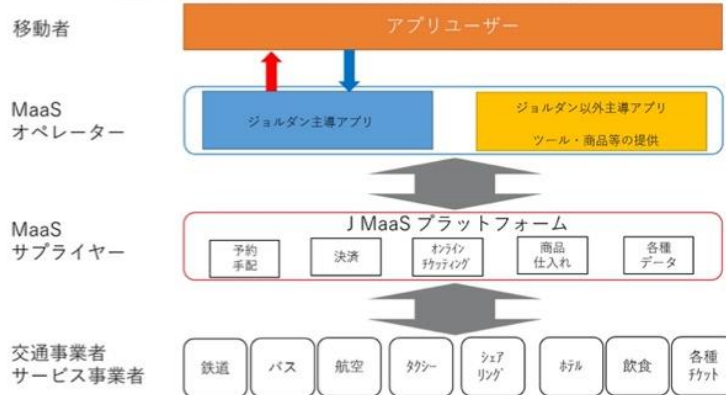 移動者
アプリユーザー
MaaS
オペレーター
ジョルダン主導アプリ
ジョルダン以外主導アプリ
ツール・商品等の提供
MaaS
サプライヤー
J MaaS プラットフォーム
予約
手配
決済
ｵﾝﾗｲﾝ
ﾁｹｯﾃｨﾝｸﾞ
商品
仕入れ
各種
データ
交通事業者
サービス事業者
鉄道
バス
航空
ﾀｸｼｰ
ｼｪｱ
ﾘﾝｸﾞ
ﾎﾃﾙ
飲食
各種
ﾁｹｯﾄ